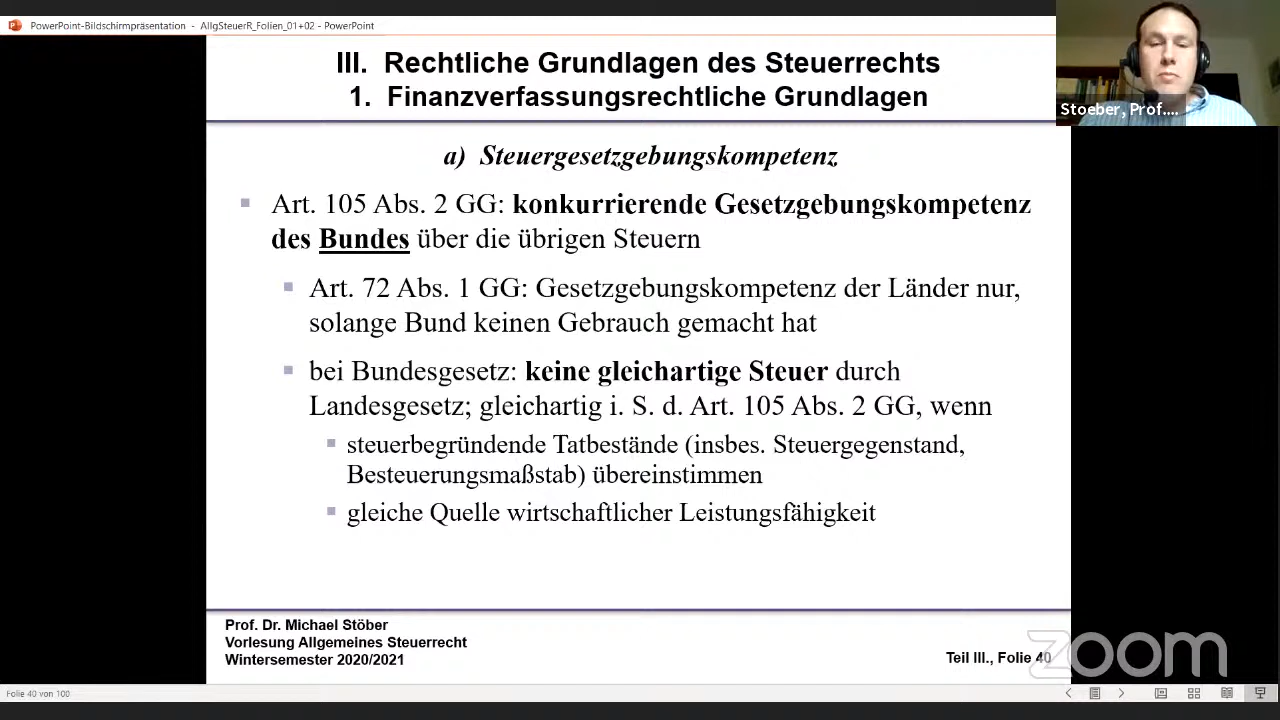 PowerPoint-Bildschirmpräsentation - AllgSteuerR_Folien_01+02 - PowerPoint
III. Rechtliche Grundlagen des Steuerrechts
1. Finanzverfassungsrechtliche Grundlagen
Stoeber, Prof....
a) Steuergesetzgebungskompetenz
Art. 105 Abs. 2 GG: konkurrierende Gesetzgebungskompetenz
des Bundes über die übrigen Steuern
Art. 72 Abs. 1 GG: Gesetzgebungskompetenz der Länder nur,
solange Bund keinen Gebrauch gemacht hat
bei Bundesgesetz: keine gleichartige Steuer durch
Landesgesetz; gleichartig i. S. d. Art. 105 Abs. 2 GG, wenn
steuerbegründende Tatbestände (insbes. Steuergegenstand,
Besteuerungsmaßstab) übereinstimmen
gleiche Quelle wirtschaftlicher Leistungsfähigkeit
Prof. Dr. Michael Stöber
Vorlesung Allgemeines Steuerrecht
Wintersemester 2020/2021
Teil III., Folie 40
zoom
Folie 40 von 100